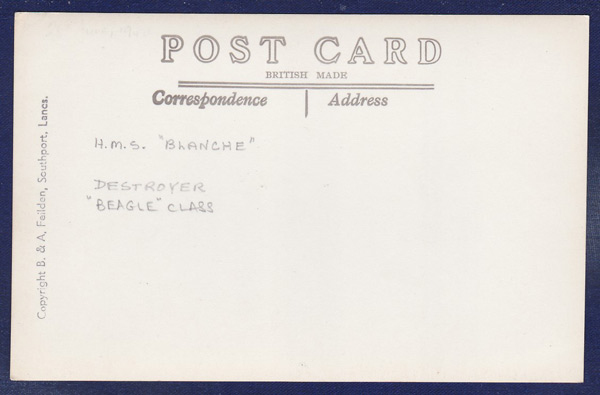 POST CARD
BRITISH MADE
Correspondence
Address
H.M.S. "BLANCHE"
DESTROYER
"BEAGLE" CLASS
Copyright B. & A. Feilden, Southport, Lancs.